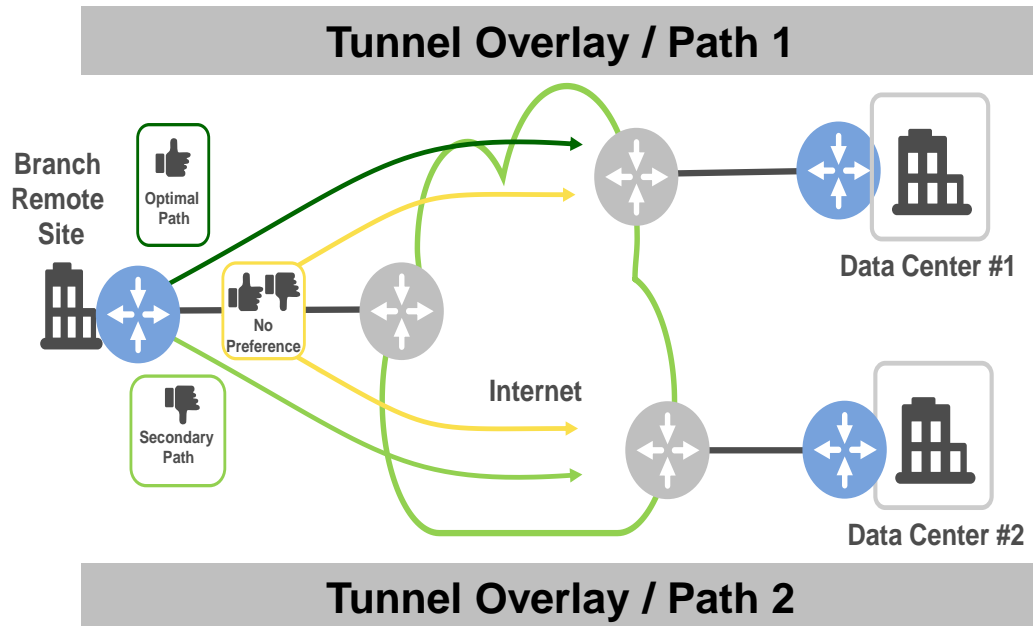 Tunnel Overlay / Path 1
Branch
Remote
Site
Optimal
Path
Data Center #1
No
Preference
Internet
Secondary
Path
Data Center #2
Tunnel Overlay / Path 2